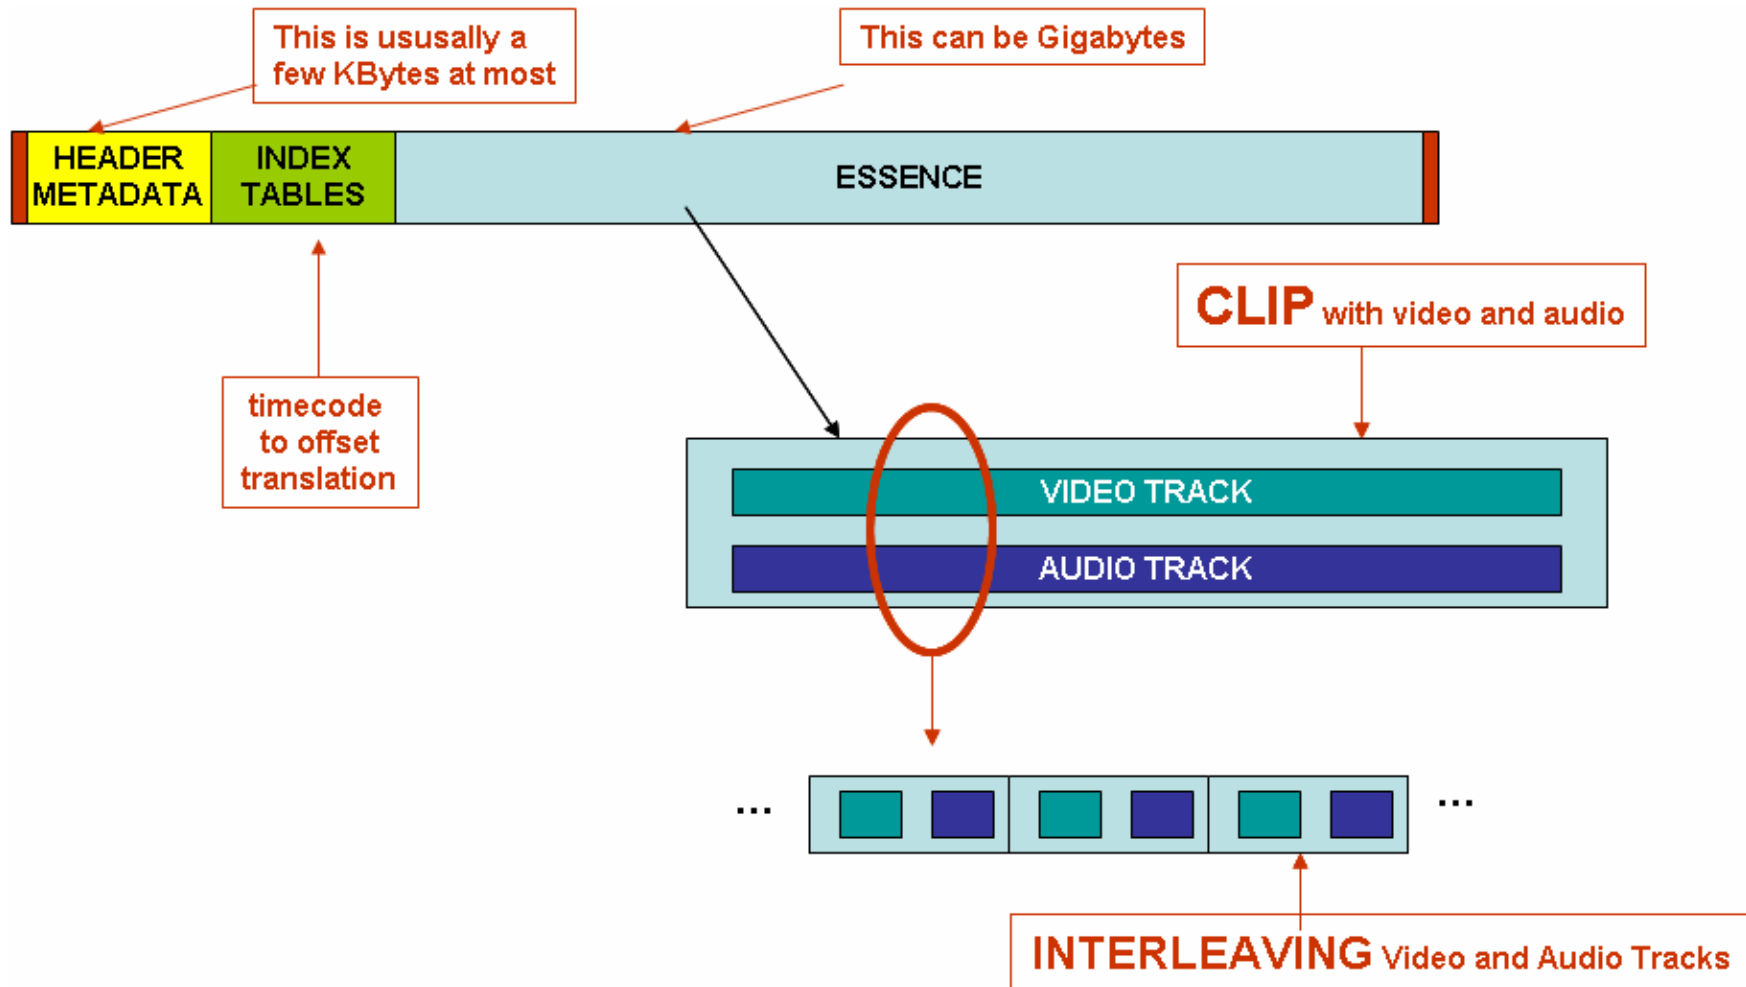 This is ususally a
few KBytes at most
This can be Gigabytes
HEADER
METADATA
INDEX
TABLES
ESSENCE
CLIP with video and audio
timecode
to offset
translation
VIDEO TRACK
AUDIO TRACK
...
...
INTERLEAVING Video and Audio Tracks